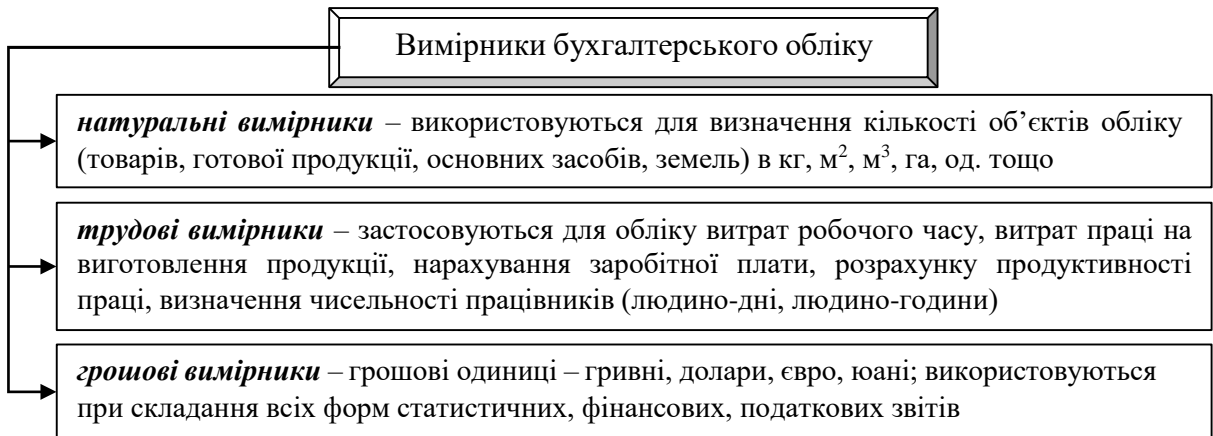 Вимірники бухгалтерського обліку
натуральні вимірники – використовуються для визначення кількості об’єктів обліку
(товарів, готової продукції, основних засобів, земель) в кг, м², м³, га, од. тощо
трудові вимірники – застосовуються для обліку витрат робочого часу, витрат праці на
виготовлення продукції, нарахування заробітної плати, розрахунку продуктивності
праці, визначення чисельності працівників (людино-дні, людино-години)
грошові вимірники – грошові одиниці – гривні, долари, євро, юані; використовуються
при складання всіх форм статистичних, фінансових, податкових звітів